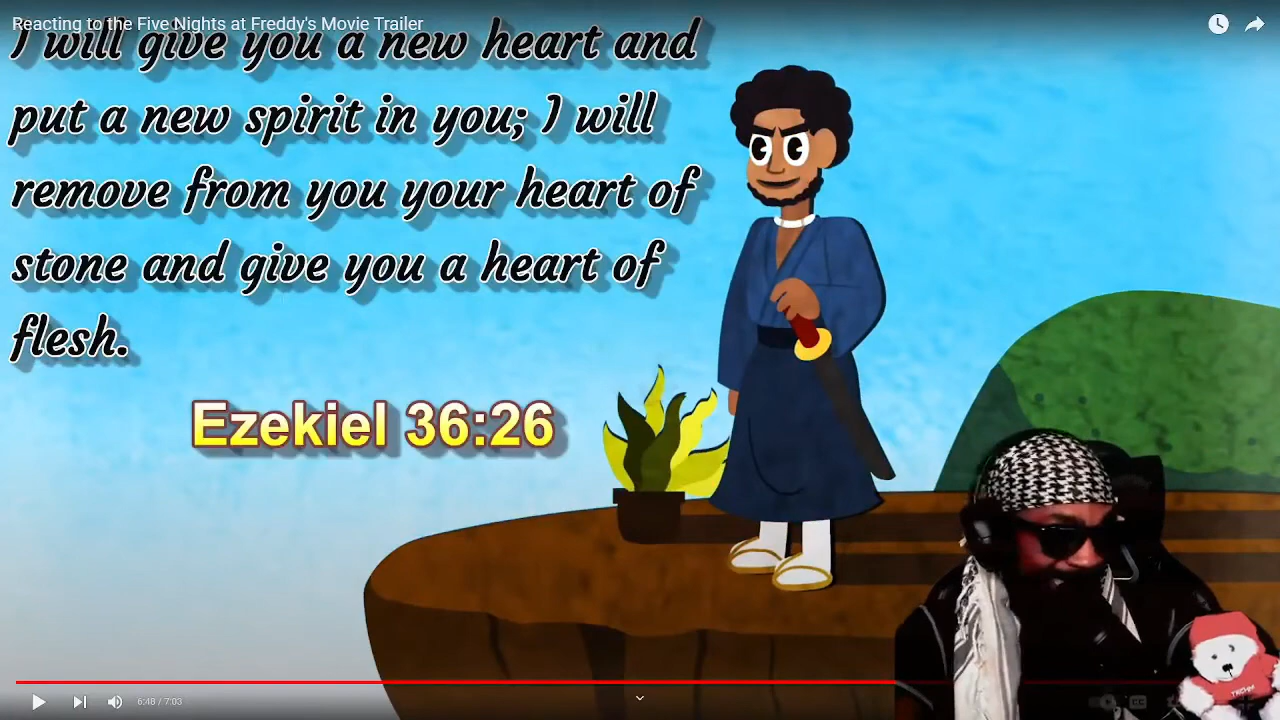 Reacting to the Five Nights at Freddy's Movie Trailer
I will give you a new heart and
put a new spirit in you; I will
remove from you your heart of
stone and give you a heart of
flesh.
Ezekiel 36:26
6:48 / 7:03
CC